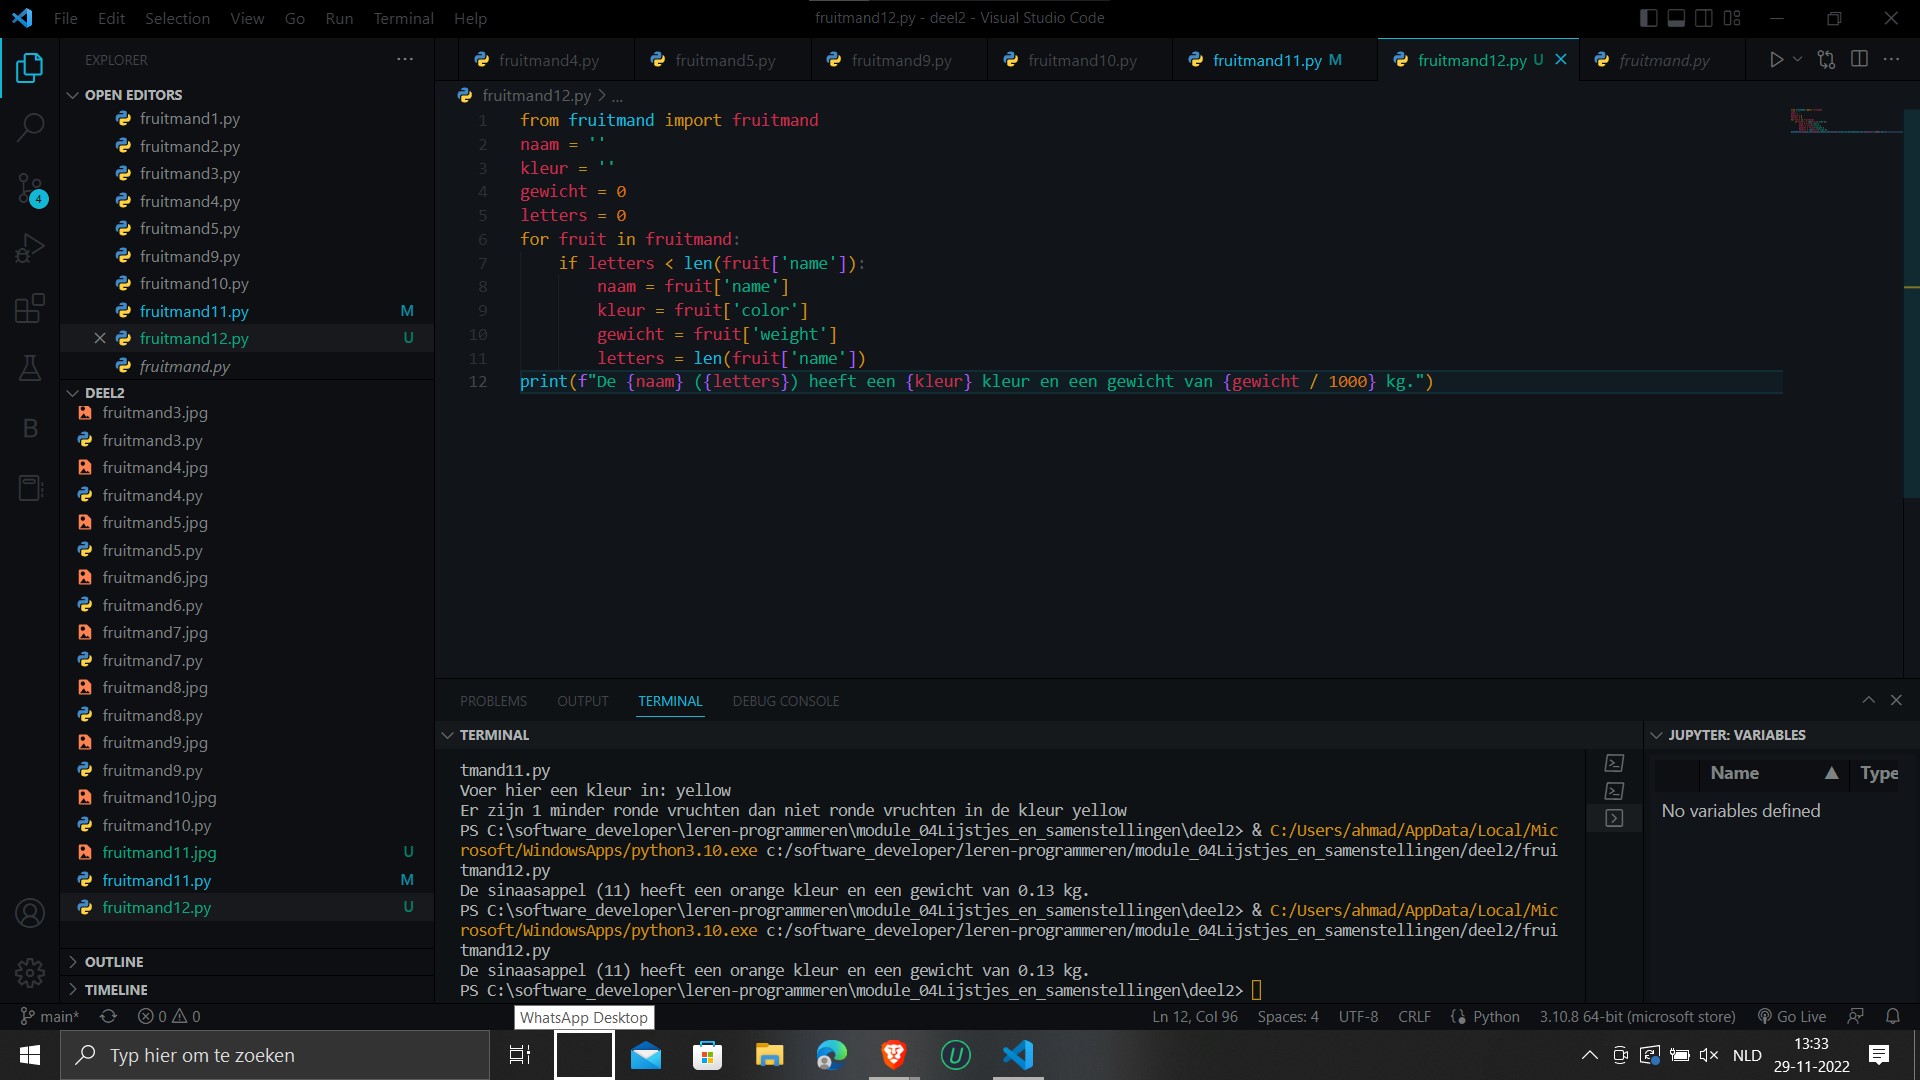 File Edit Selection View Go Run Terminal Help
fruitmand12.py - deel2 - Visual Studio Code
EXPLORER
OPEN EDITORS
fruitmand1.py
fruitmand2.py
fruitmand3.py
fruitmand4.py
fruitmand5.py
fruitmand9.py
fruitmand10.py
fruitmand11.py M
fruitmand12.py U
fruitmand.py
DEEL2
fruitmand3.jpg
fruitmand3.py
fruitmand4.jpg
fruitmand4.py
fruitmand5.jpg
fruitmand5.py
fruitmand6.jpg
fruitmand6.py
fruitmand7.jpg
fruitmand7.py
fruitmand8.jpg
fruitmand8.py
fruitmand9.jpg
fruitmand9.py
fruitmand10.jpg
fruitmand10.py
fruitmand11.jpg U
fruitmand11.py M
fruitmand12.py U
OUTLINE
TIMELINE
4
B
fruitmand4.py fruitmand5.py fruitmand9.py fruitmand10.py fruitmand11.py M fruitmand12.py U fruitmand.py
fruitmand12.py > ...
1 from fruitmand import fruitmand
2 naam = ''
3 kleur = ''
4 gewicht = 0
5 letters = 0
6 for fruit in fruitmand:
7 if letters < len(fruit['name']):
8 naam = fruit['name']
9 kleur = fruit['color']
10 gewicht = fruit['weight']
11 letters = len(fruit['name'])
12 print(f"De {naam} ({letters}) heeft een {kleur} kleur en een gewicht van {gewicht / 1000} kg.")
PROBLEMS OUTPUT TERMINAL DEBUG CONSOLE
TERMINAL
tmand11.py
Voer hier een kleur in: yellow
Er zijn 1 minder ronde vruchten dan niet ronde vruchten in de kleur yellow
PS C:\software_developer\leren-programmeren\module_04Lijstjes_en_samenstellingen\deel2> & C:/Users/ahmad/AppData/Local/Mic
rosoft/WindowsApps/python3.10.exe c:/software_developer/leren-programmeren/module_04Lijstjes_en_samenstellingen/deel2/frui
tmand12.py
De sinaasappel (11) heeft een orange kleur en een gewicht van 0.13 kg.
PS C:\software_developer\leren-programmeren\module_04Lijstjes_en_samenstellingen\deel2> & C:/Users/ahmad/AppData/Local/Mic
rosoft/WindowsApps/python3.10.exe c:/software_developer/leren-programmeren/module_04Lijstjes_en_samenstellingen/deel2/frui
tmand12.py
De sinaasappel (11) heeft een orange kleur en een gewicht van 0.13 kg.
PS C:\software_developer\leren-programmeren\module_04Lijstjes_en_samenstellingen\deel2>
JUPYTER: VARIABLES
Name Type
No variables defined
main* 0 0
WhatsApp Desktop
Ln 12, Col 96 Spaces: 4 UTF-8 CRLF Python 3.10.8 64-bit (microsoft store) Go Live
Typ hier om te zoeken
NLD
13:33
29-11-2022